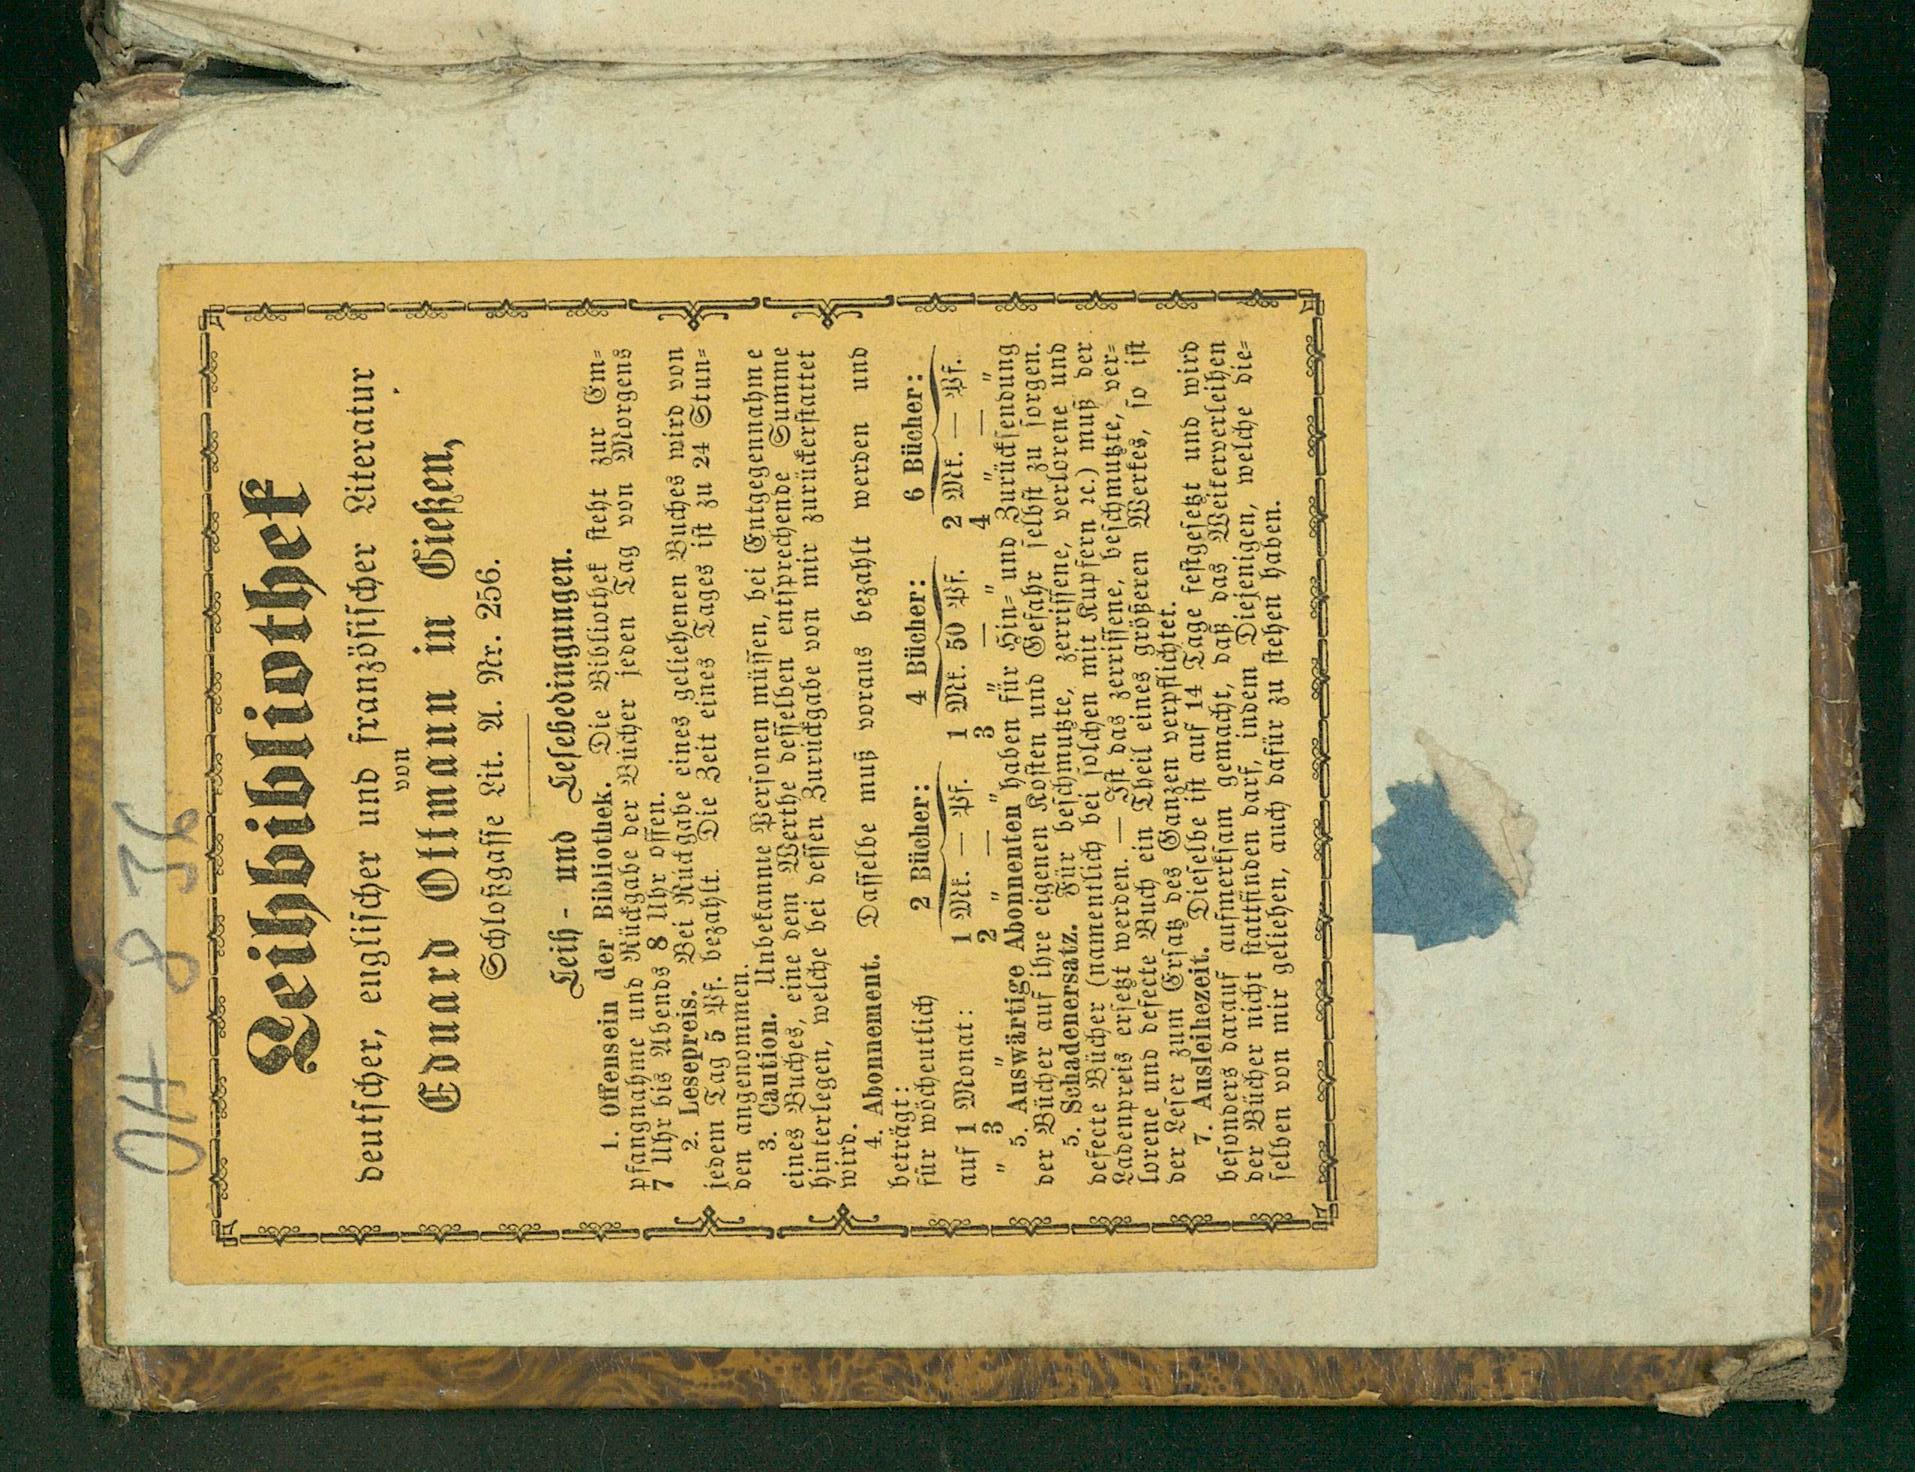 OH 836
Leihbibliothek
deutscher, englischer und französischer Literatur
von
Eduard Ottmann in Gießen,
Schloßgasse Lit. A. Nr. 256.
Leih- und Lesebedingungen.
1. Offensein der Bibliothek. Die Bibliothek steht zur Em-
pfangnahme und Rückgabe der Bücher jeden Tag von Morgens
7 Uhr bis Abends 8 Uhr offen.
2. Lesepreis. Bei Rückgabe eines geliehenen Buches wird von
jedem Tag 5 Pf. bezahlt. Die Zeit eines Tages ist zu 24 Stun-
den angenommen.
3. Caution. Unbekannte Personen müssen, bei Entgegennahme
eines Buches, eine dem Werthe desselben entsprechende Summe
hinterlegen, welche bei dessen Zurückgabe von mir zurückerstattet
wird.
4. Abonnement. Dasselbe muß voraus bezahlt werden und
beträgt:
für wöchentlich 2 Bücher: 4 Bücher: 6 Bücher:
auf 1 Monat: 1 Mk. — Pf. 1 Mk. 50 Pf. 2 Mk. — Pf.
„ 3 „ 2 „ — „ 3 „ — „ 4 „ — „
5. Auswärtige Abonnenten haben für Hin- und Zurücksendung
der Bücher auf ihre eigenen Kosten und Gefahr selbst zu sorgen.
5. Schadenersatz. Für beschmutzte, zerrissene, verlorene und
defecte Bücher (namentlich bei solchen mit Kupfern ꝛc.) muß der
Ladenpreis ersetzt werden. — Ist das zerrissene, beschmutzte, ver-
lorene und defecte Buch ein Theil eines größeren Werkes, so ist
der Leser zum Ersatz des Ganzen verpflichtet.
7. Ausleihezeit. Dieselbe ist auf 14 Tage festgesetzt und wird
besonders darauf aufmerksam gemacht, daß das Weiterverleihen
der Bücher nicht stattfinden darf, indem Diejenigen, welche die-
selben von mir geliehen, auch dafür zu stehen haben.